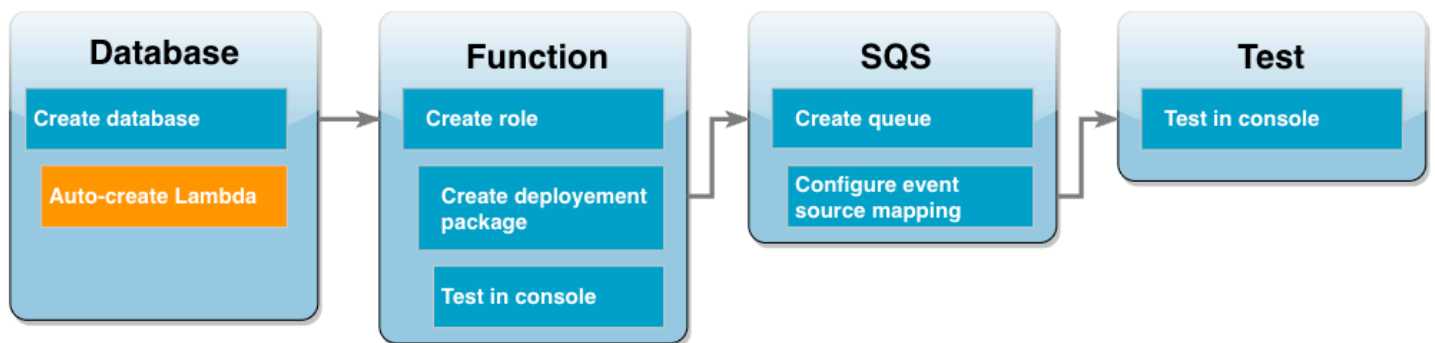 Database
Create database
Auto-create Lambda
Function
Create role
Create deployement
package
Test in console
SQS
Create queue
Configure event
source mapping
Test
Test in console